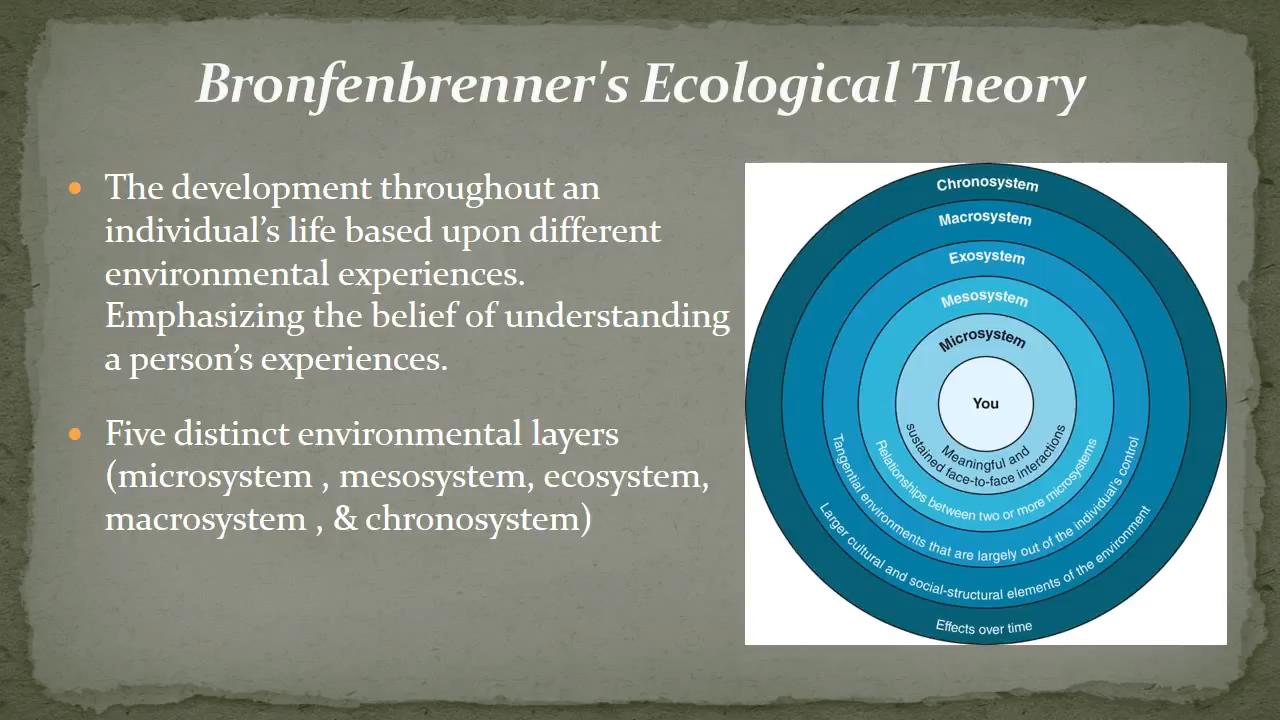 Bronfenbrenner's Ecological Theory
The development throughout an
individual’s life based upon different
environmental experiences.
Emphasizing the belief of understanding
a person’s experiences.
Five distinct environmental layers
(microsystem , mesosystem, ecosystem,
macrosystem , & chronosystem)
Chronosystem
Macrosystem
Exosystem
Mesosystem
Microsystem
You
Meaningful and
sustained face-to-face interactions
Relationships between two or more microsystems
Tangential environments that are largely out of the individual's control
Larger cultural and social-structural elements of the environment
Effects over time